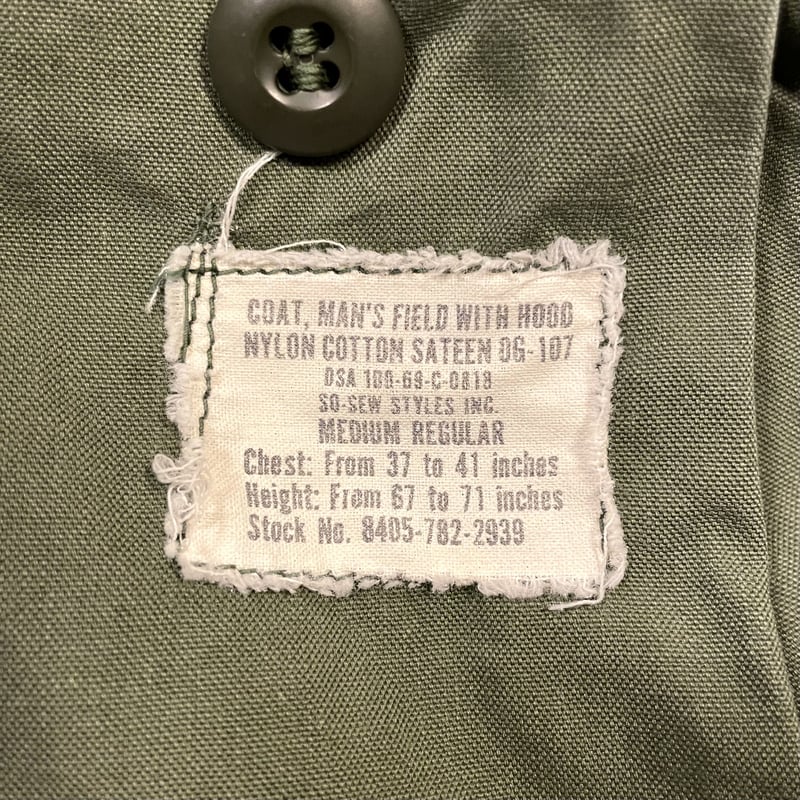 COAT, MAN'S FIELD WITH HOOD
NYLON COTTON SATEEN OG-107
DSA 100-69-C-0818
SO-SEW STYLES INC.
MEDIUM REGULAR
Chest: From 37 to 41 inches
Height: From 67 to 71 inches
Stock No. 8405-782-2939